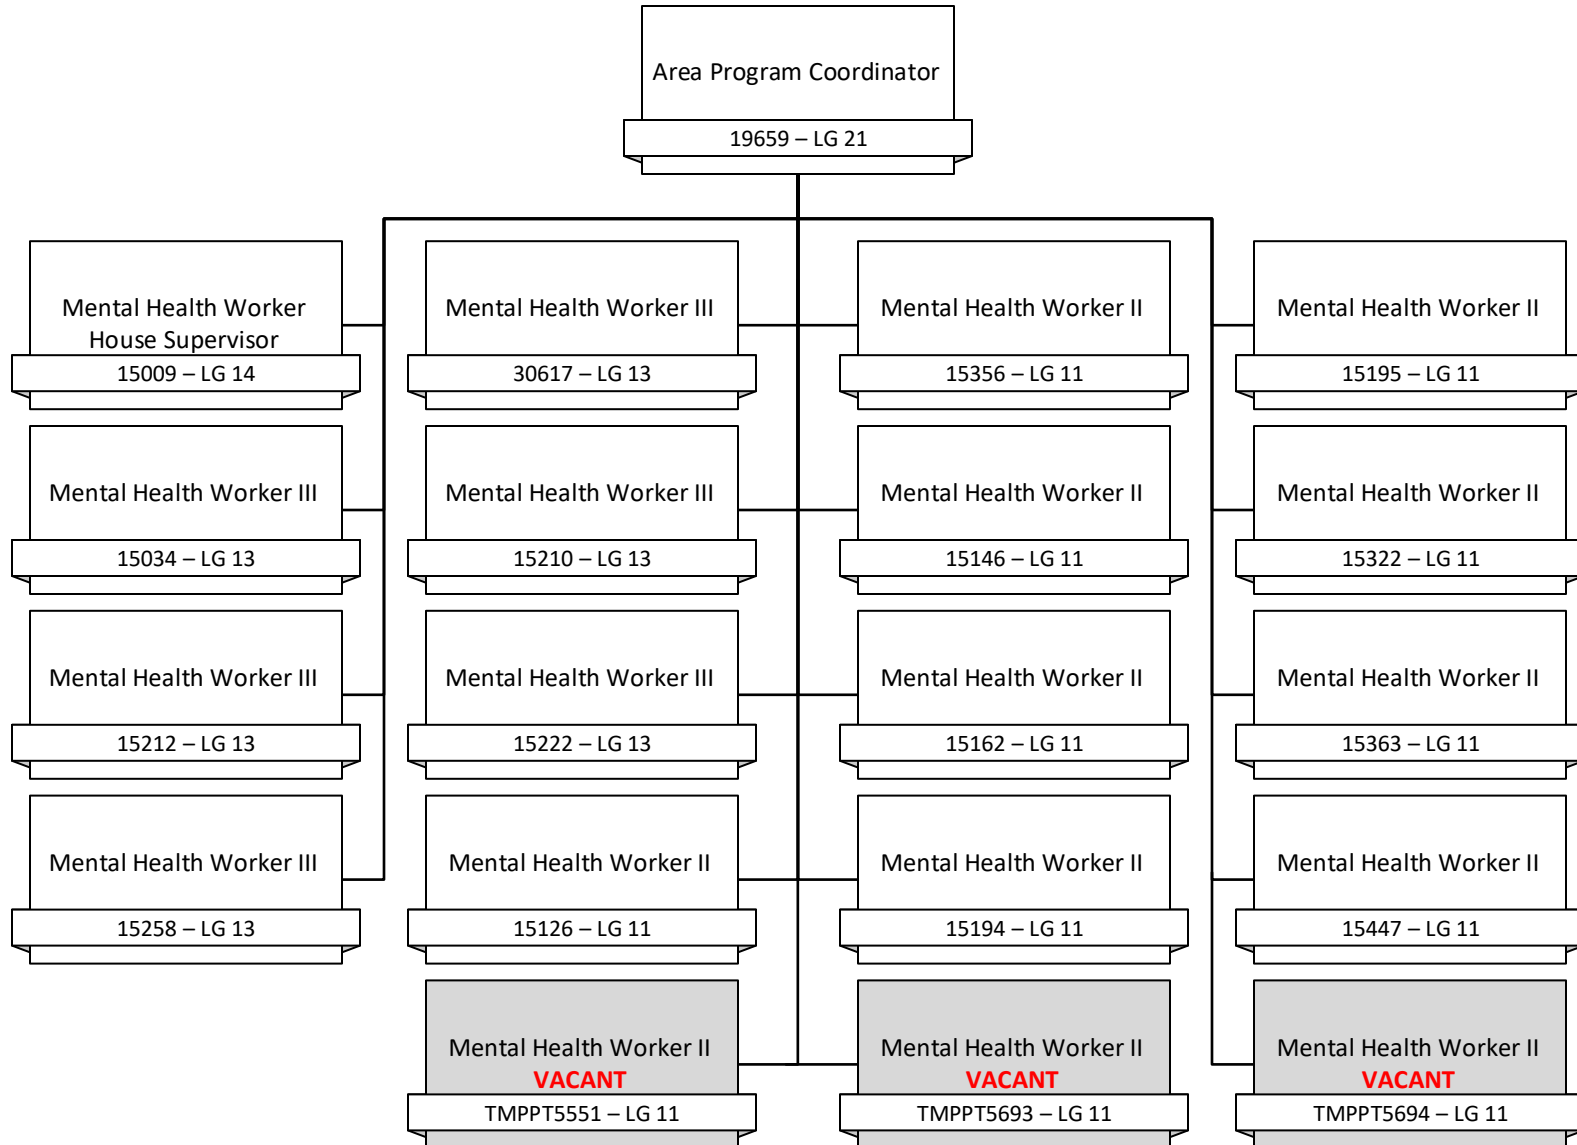 Area Program Coordinator
19659 – LG 21
Mental Health Worker
House Supervisor
15009 – LG 14
Mental Health Worker III
30617 – LG 13
Mental Health Worker II
15356 – LG 11
Mental Health Worker II
15195 – LG 11
Mental Health Worker III
15034 – LG 13
Mental Health Worker III
15210 – LG 13
Mental Health Worker II
15146 – LG 11
Mental Health Worker II
15322 – LG 11
Mental Health Worker III
15212 – LG 13
Mental Health Worker III
15222 – LG 13
Mental Health Worker II
15162 – LG 11
Mental Health Worker II
15363 – LG 11
Mental Health Worker III
15258 – LG 13
Mental Health Worker II
15126 – LG 11
Mental Health Worker II
15194 – LG 11
Mental Health Worker II
15447 – LG 11
Mental Health Worker II
VACANT
TMPPT5551 – LG 11
Mental Health Worker II
VACANT
TMPPT5693 – LG 11
Mental Health Worker II
VACANT
TMPPT5694 – LG 11